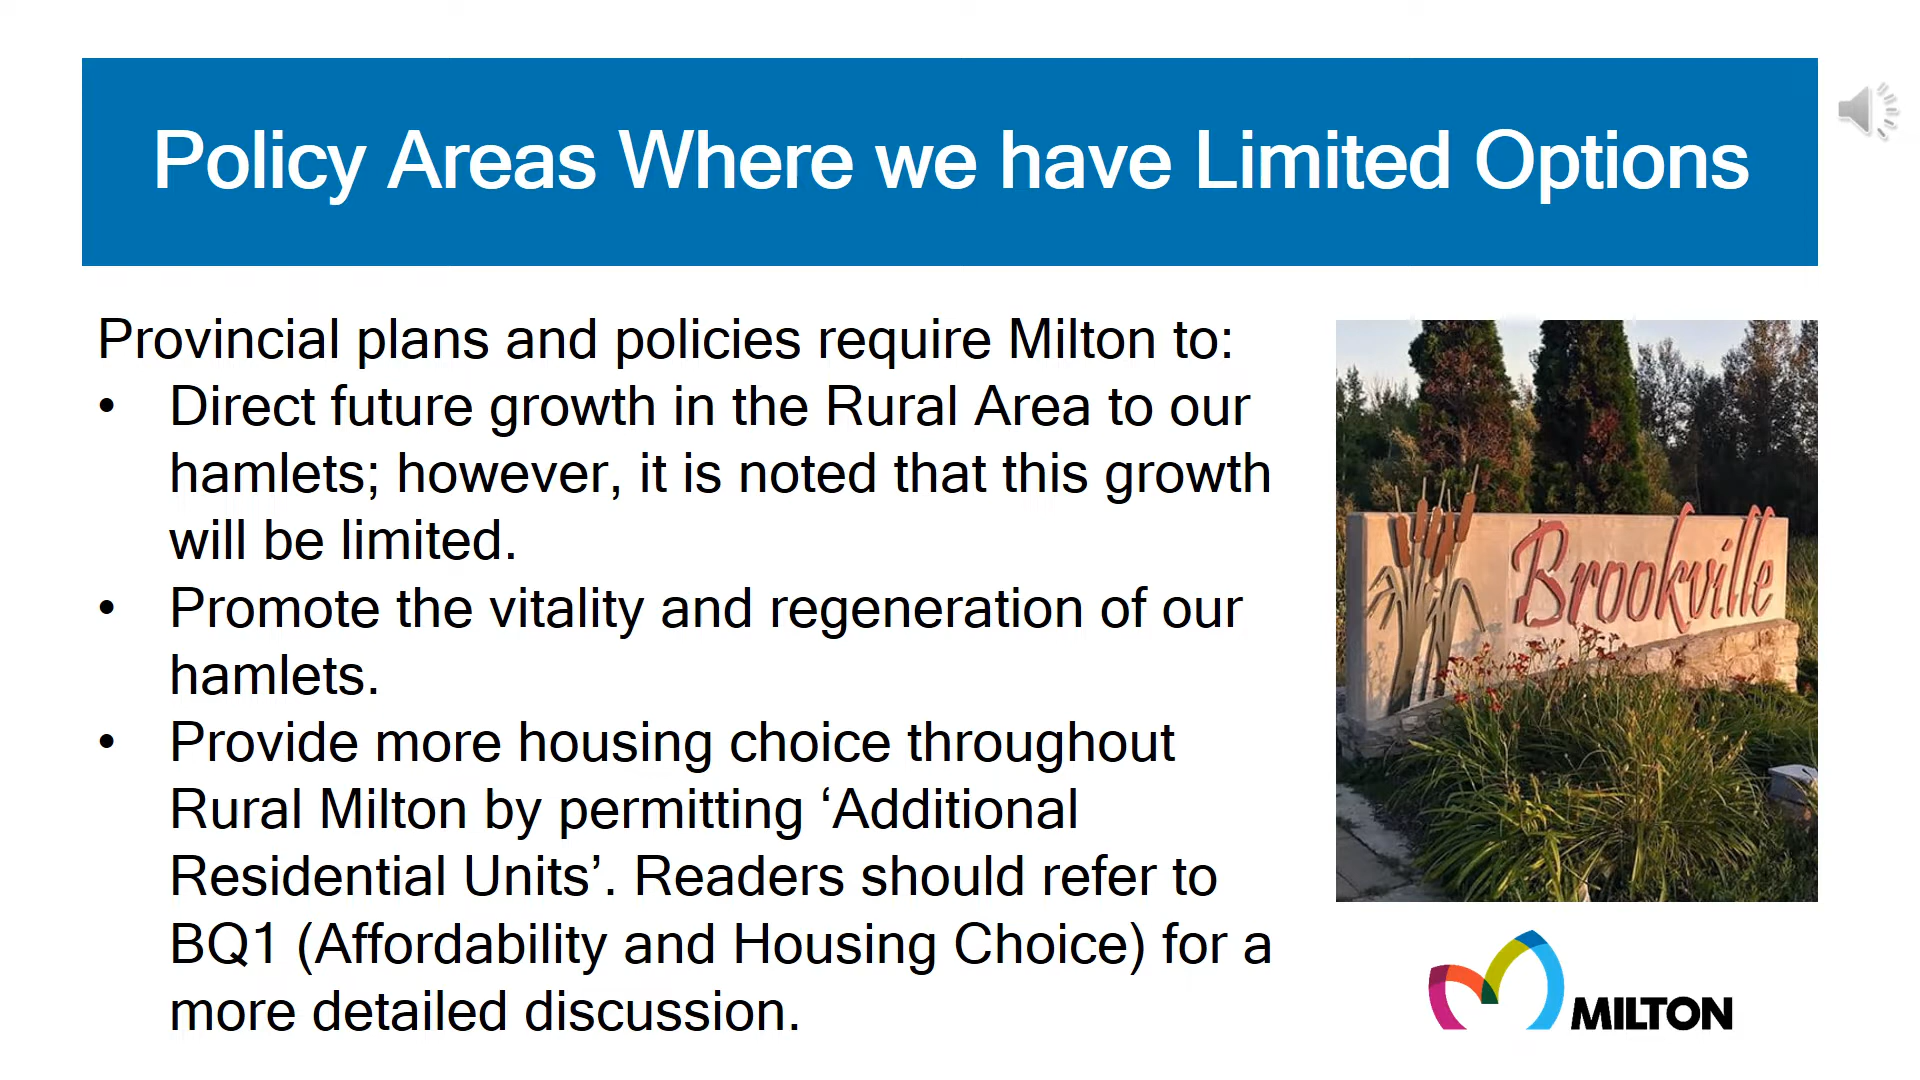 Policy Areas Where we have Limited Options
Provincial plans and policies require Milton to:
• Direct future growth in the Rural Area to our
hamlets; however, it is noted that this growth
will be limited.
• Promote the vitality and regeneration of our
hamlets.
• Provide more housing choice throughout
Rural Milton by permitting ‘Additional
Residential Units’. Readers should refer to
BQ1 (Affordability and Housing Choice) for a
more detailed discussion.
Brookville
MILTON